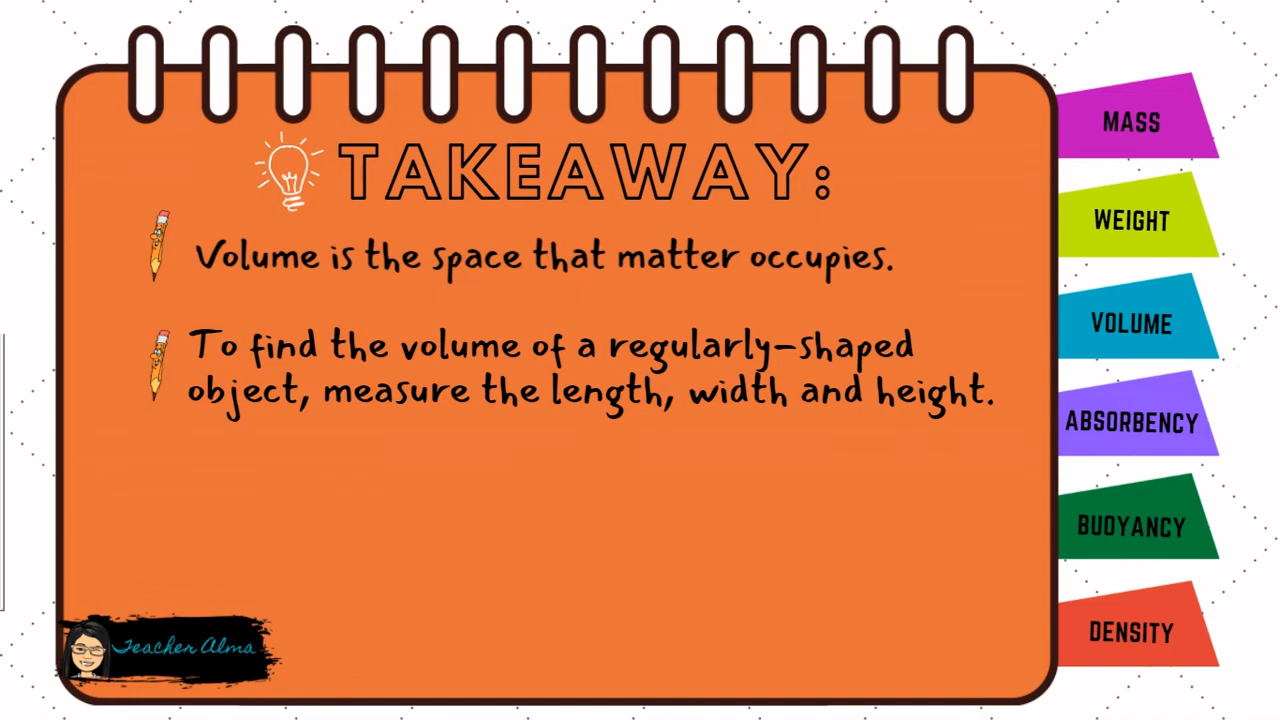 TAKEAWAY:
Volume is the space that matter occupies.
To find the volume of a regularly-shaped
object, measure the length, width and height.
MASS
WEIGHT
VOLUME
ABSORBENCY
BUOYANCY
DENSITY
Teacher Alma